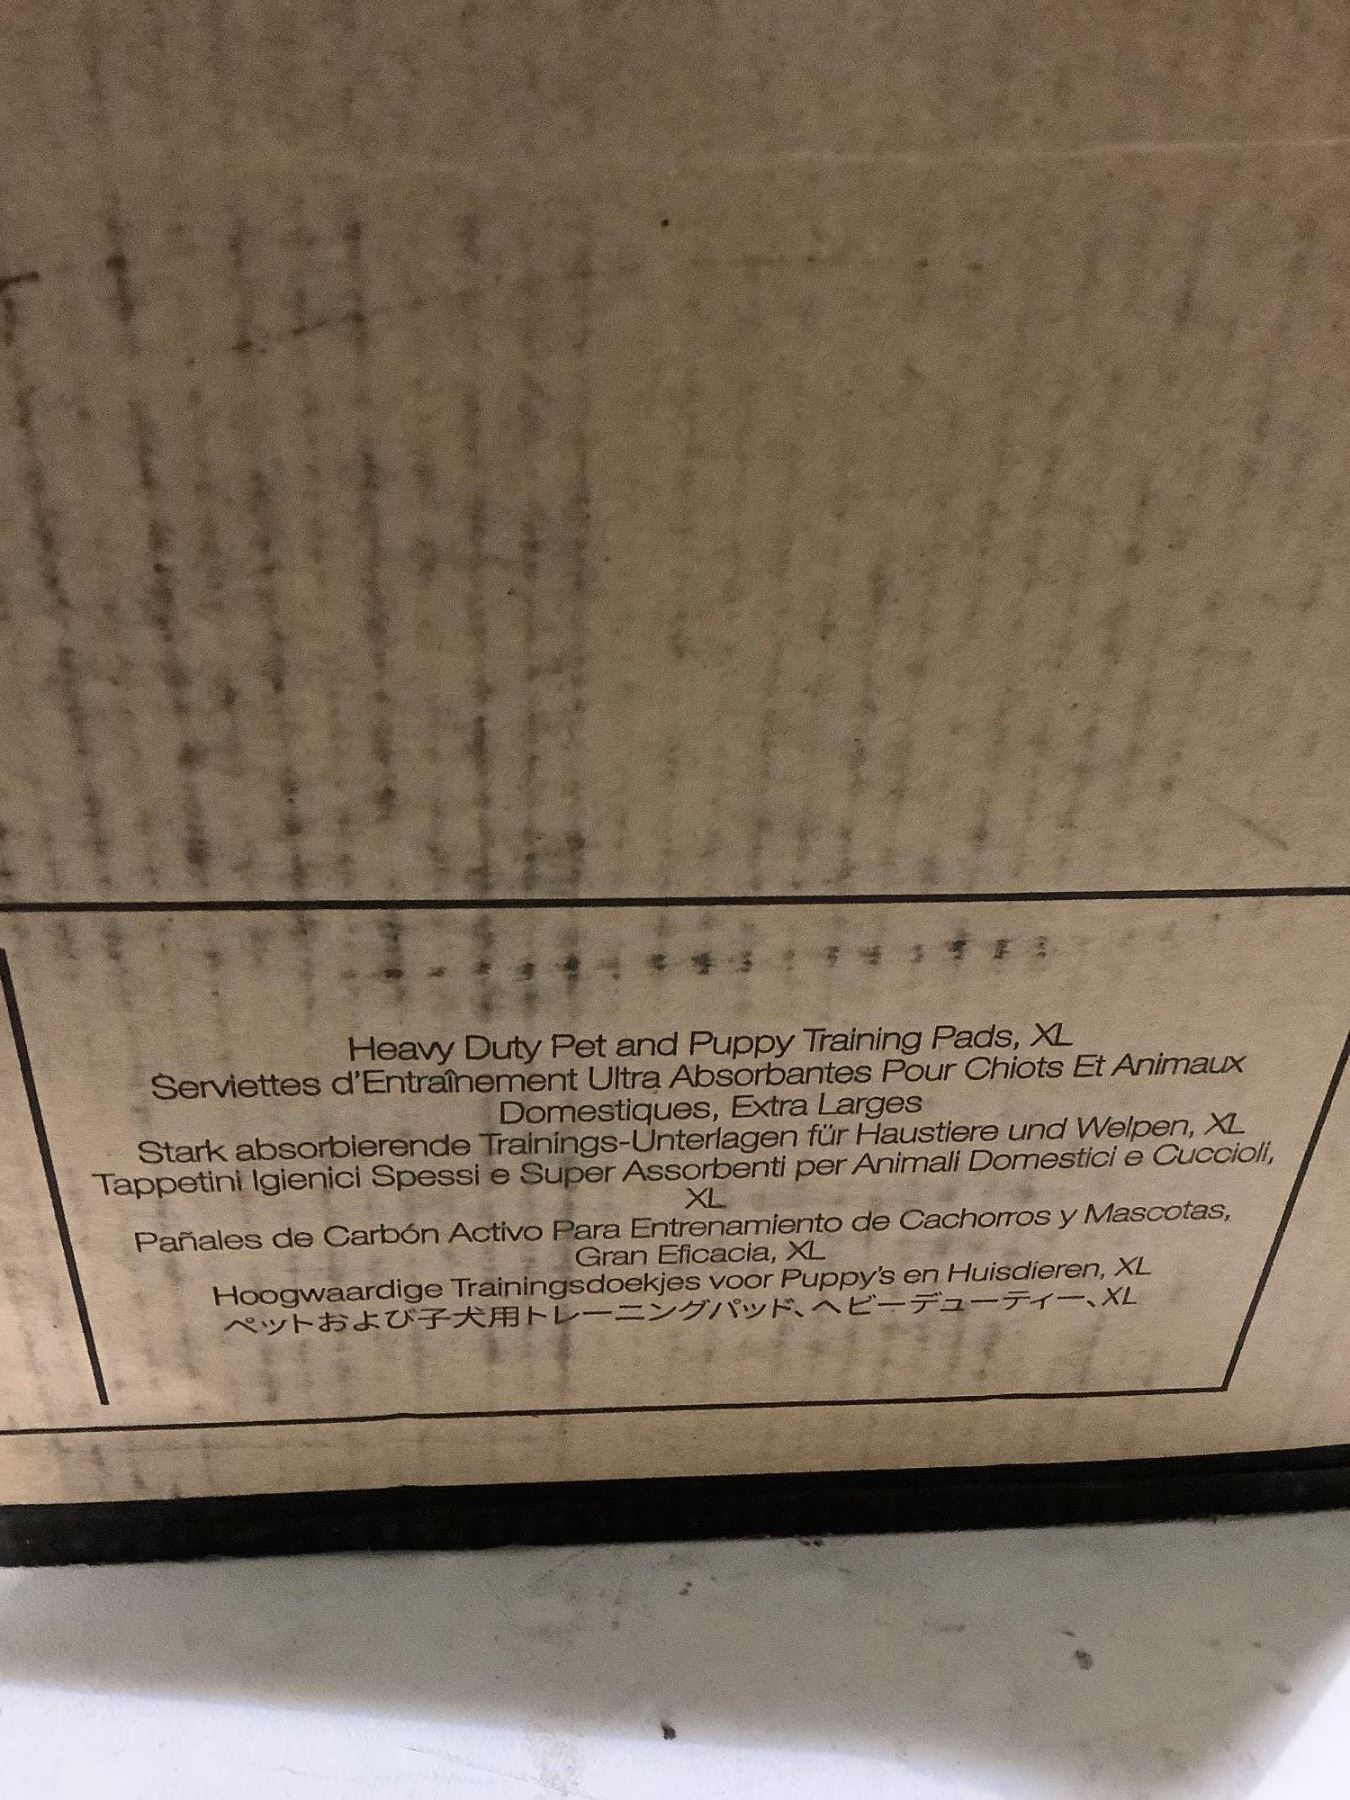 Heavy Duty Pet and Puppy Training Pads, XL
Serviettes d'Entraînement Ultra Absorbantes Pour Chiots Et Animaux
Domestiques, Extra Larges
Stark absorbierende Trainings-Unterlagen für Haustiere und Welpen, XL
Tappetini Igienici Spessi e Super Assorbenti per Animali Domestici e Cuccioli,
XL
Pañales de Carbón Activo Para Entrenamiento de Cachorros y Mascotas,
Gran Eficacia, XL
Hoogwaardige Trainingsdoekjes voor Puppy's en Huisdieren, XL
ペットおよび子犬用トレーニングパッド、ヘビーデューティー、XL